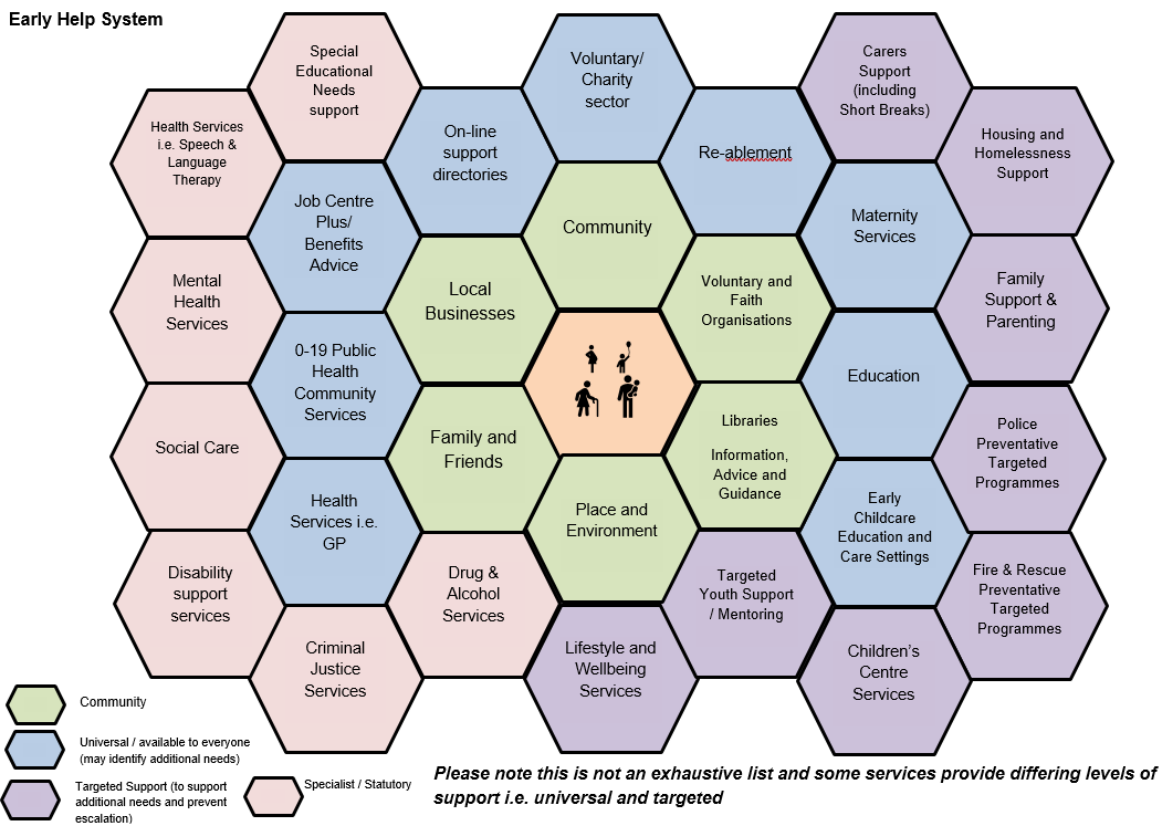 Early Help System
Special
Educational
Needs
support
Voluntary/
Charity
sector
Carers
Support
(including
Short Breaks)
Health Services
i.e. Speech &
Language
Therapy
On-line
support
directories
Re-ablement
Housing and
Homelessness
Support
Job Centre
Plus/
Benefits
Advice
Community
Maternity
Services
Mental
Health
Services
Local
Businesses
Voluntary and
Faith
Organisations
Family
Support &
Parenting
0-19 Public
Health
Community
Services
Education
Social Care
Family and
Friends
Libraries
Information,
Advice and
Guidance
Police
Preventative
Targeted
Programmes
Health
Services i.e.
GP
Place and
Environment
Early
Childcare
Education and
Care Settings
Disability
support
services
Drug &
Alcohol
Services
Targeted
Youth Support
/ Mentoring
Fire & Rescue
Preventative
Targeted
Programmes
Criminal
Justice
Services
Lifestyle and
Wellbeing
Services
Children’s
Centre
Services
Community
Universal / available to everyone
(may identify additional needs)
Targeted Support (to support
additional needs and prevent
escalation)
Specialist / Statutory
Please note this is not an exhaustive list and some services provide differing levels of
support i.e. universal and targeted